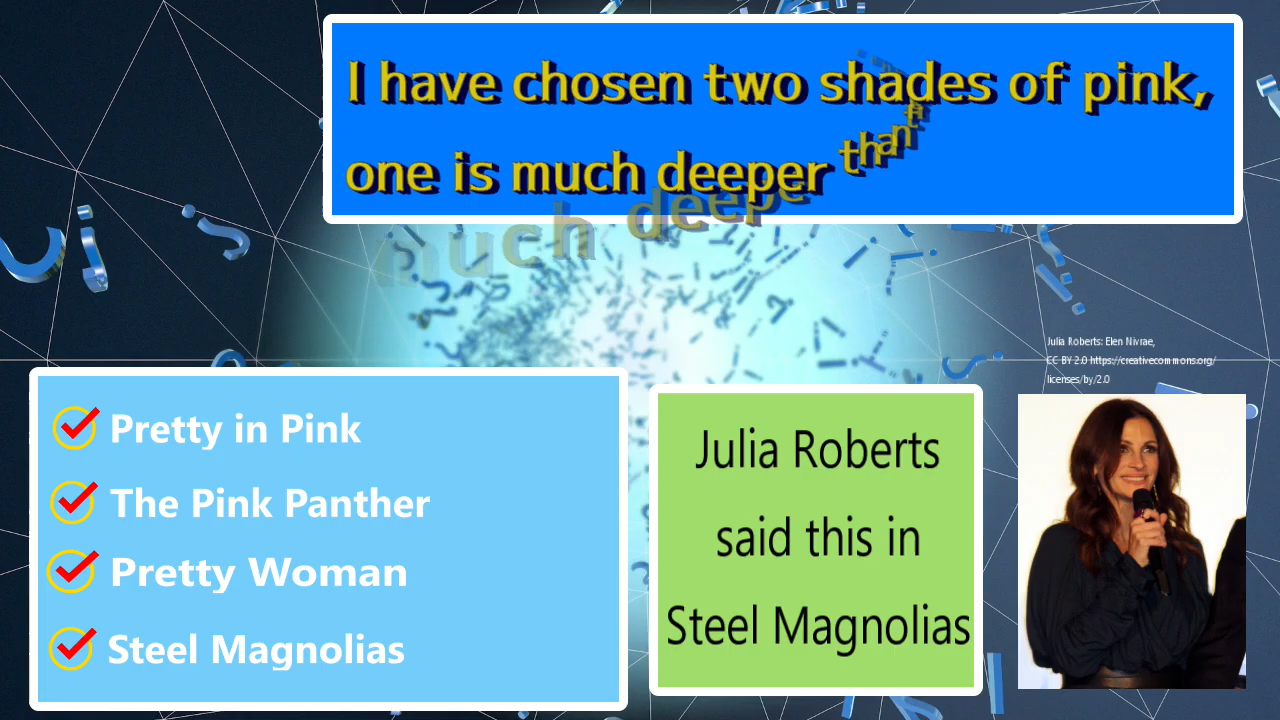 I have chosen two shades of pink,
one is much deeper than
much deepe
Julia Roberts: Elen Nivrae,
CC BY 2.0 https://creativecommons.org/
licenses/by/2.0
Pretty in Pink
The Pink Panther
Pretty Woman
Steel Magnolias
Julia Roberts
said this in
Steel Magnolias